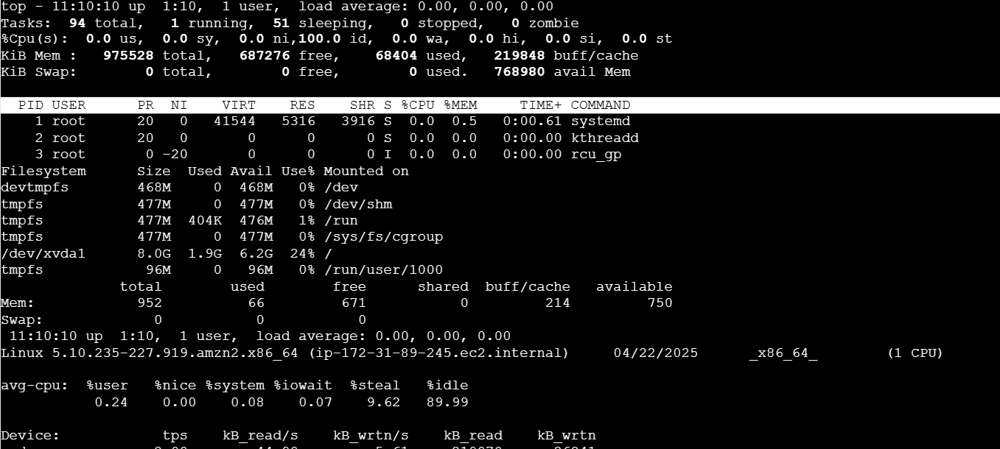 top - 11:10:10 up  1:10,  1 user,  load average: 0.00, 0.00, 0.00
Tasks:  94 total,   1 running,  51 sleeping,   0 stopped,   0 zombie
%Cpu(s):  0.0 us,  0.0 sy,  0.0 ni,100.0 id,  0.0 wa,  0.0 hi,  0.0 si,  0.0 st
KiB Mem :   975528 total,   687276 free,    68404 used,   219848 buff/cache
KiB Swap:        0 total,        0 free,        0 used.   768980 avail Mem
  PID USER      PR  NI    VIRT    RES    SHR S %CPU %MEM     TIME+ COMMAND
    1 root      20   0   41544   5316   3916 S  0.0  0.5   0:00.61 systemd
    2 root      20   0       0      0      0 S  0.0  0.0   0:00.00 kthreadd
    3 root       0 -20       0      0      0 I  0.0  0.0   0:00.00 rcu_gp
Filesystem      Size  Used Avail Use% Mounted on
devtmpfs        468M     0  468M   0% /dev
tmpfs           477M     0  477M   0% /dev/shm
tmpfs           477M  404K  476M   1% /run
tmpfs           477M     0  477M   0% /sys/fs/cgroup
/dev/xvda1      8.0G  1.9G  6.2G  24% /
tmpfs            96M     0   96M   0% /run/user/1000
              total        used        free      shared  buff/cache   available
Mem:            952          66         671           0         214         750
Swap:             0           0           0
 11:10:10 up  1:10,  1 user,  load average: 0.00, 0.00, 0.00
Linux 5.10.235-227.919.amzn2.x86_64 (ip-172-31-89-245.ec2.internal)     04/22/2025      _x86_64_        (1 CPU)
avg-cpu:  %user   %nice %system %iowait  %steal   %idle
           0.24    0.00    0.08    0.07    9.62   89.99
Device:            tps    kB_read/s    kB_wrtn/s    kB_read    kB_wrtn